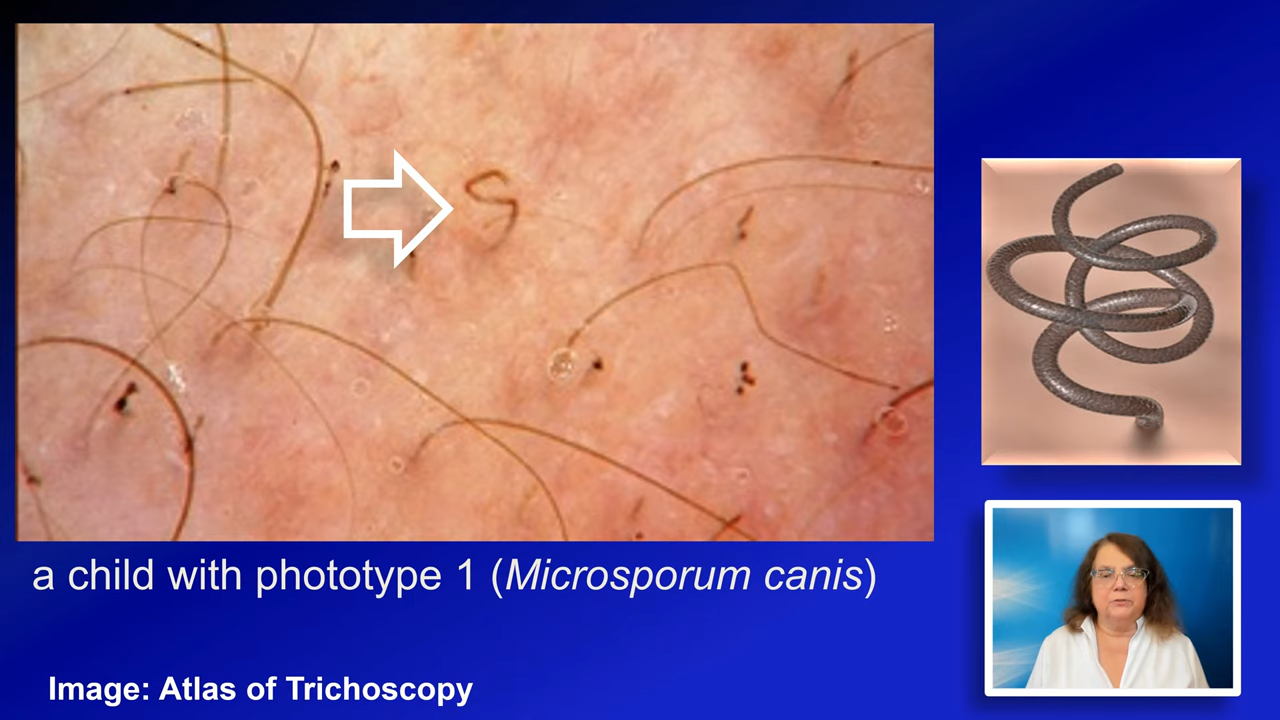 a child with phototype 1 (Microsporum canis)
Image: Atlas of Trichoscopy